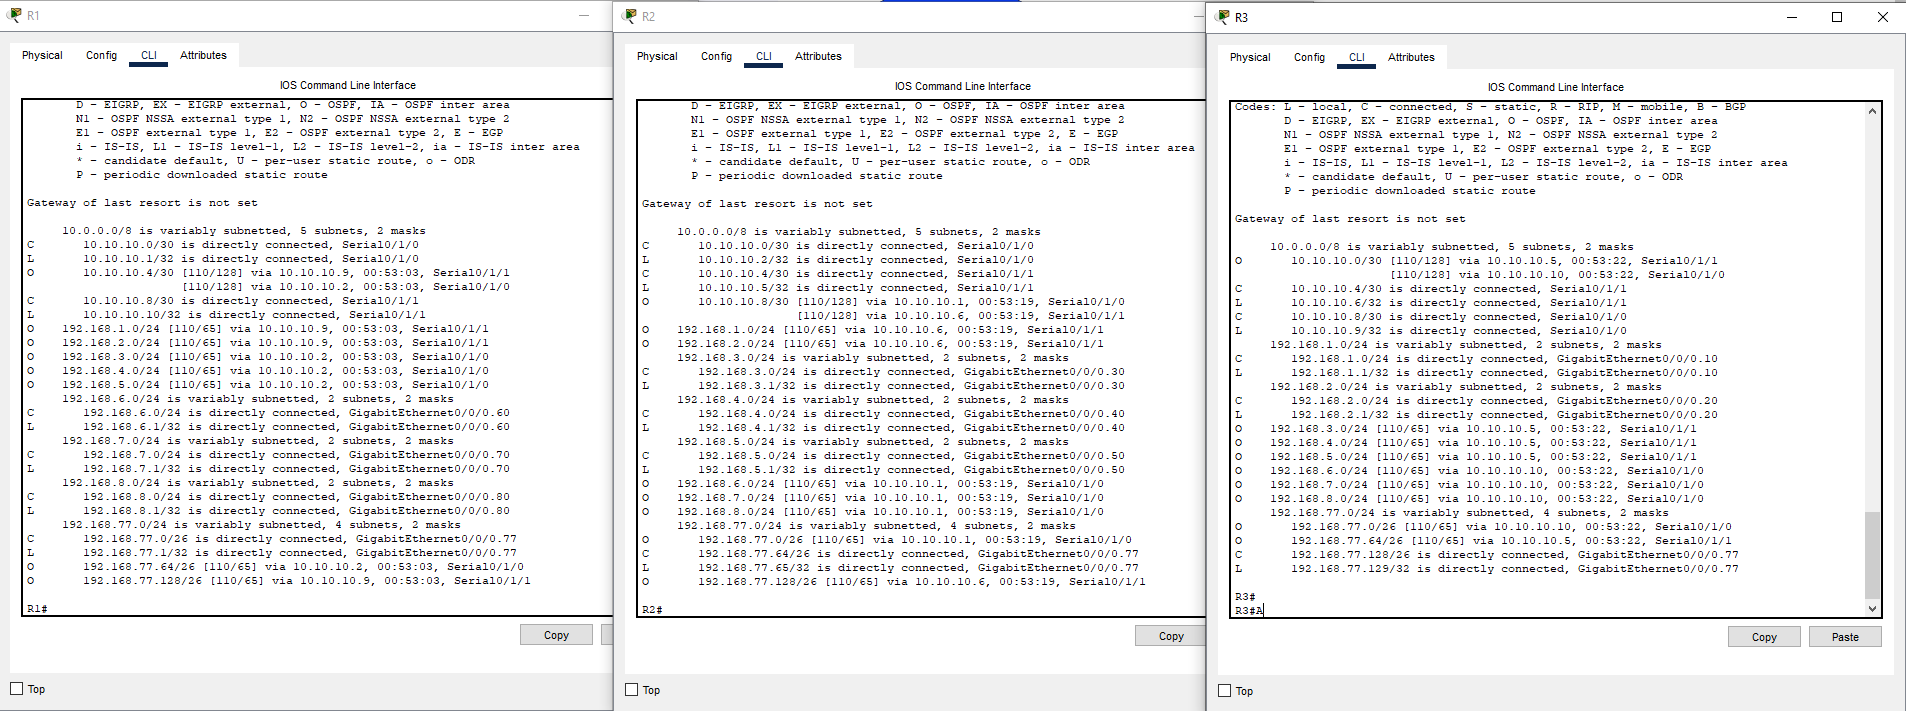 R1
Physical Config CLI Attributes
IOS Command Line Interface
D - EIGRP, EX - EIGRP external, O - OSPF, IA - OSPF inter area
N1 - OSPF NSSA external type 1, N2 - OSPF NSSA external type 2
E1 - OSPF external type 1, E2 - OSPF external type 2, E - EGP
i - IS-IS, L1 - IS-IS level-1, L2 - IS-IS level-2, ia - IS-IS inter area
* - candidate default, U - per-user static route, o - ODR
P - periodic downloaded static route
Gateway of last resort is not set
10.0.0.0/8 is variably subnetted, 5 subnets, 2 masks
C 10.10.10.0/30 is directly connected, Serial0/1/0
L 10.10.10.1/32 is directly connected, Serial0/1/0
O 10.10.10.4/30 [110/128] via 10.10.10.9, 00:53:03, Serial0/1/1
[110/128] via 10.10.10.2, 00:53:03, Serial0/1/0
C 10.10.10.8/30 is directly connected, Serial0/1/1
L 10.10.10.10/32 is directly connected, Serial0/1/1
O 192.168.1.0/24 [110/65] via 10.10.10.9, 00:53:03, Serial0/1/1
O 192.168.2.0/24 [110/65] via 10.10.10.9, 00:53:03, Serial0/1/1
O 192.168.3.0/24 [110/65] via 10.10.10.2, 00:53:03, Serial0/1/0
O 192.168.4.0/24 [110/65] via 10.10.10.2, 00:53:03, Serial0/1/0
O 192.168.5.0/24 [110/65] via 10.10.10.2, 00:53:03, Serial0/1/0
192.168.6.0/24 is variably subnetted, 2 subnets, 2 masks
C 192.168.6.0/24 is directly connected, GigabitEthernet0/0/0.60
L 192.168.6.1/32 is directly connected, GigabitEthernet0/0/0.60
192.168.7.0/24 is variably subnetted, 2 subnets, 2 masks
C 192.168.7.0/24 is directly connected, GigabitEthernet0/0/0.70
L 192.168.7.1/32 is directly connected, GigabitEthernet0/0/0.70
192.168.8.0/24 is variably subnetted, 2 subnets, 2 masks
C 192.168.8.0/24 is directly connected, GigabitEthernet0/0/0.80
L 192.168.8.1/32 is directly connected, GigabitEthernet0/0/0.80
192.168.77.0/24 is variably subnetted, 4 subnets, 2 masks
C 192.168.77.0/26 is directly connected, GigabitEthernet0/0/0.77
L 192.168.77.1/32 is directly connected, GigabitEthernet0/0/0.77
O 192.168.77.64/26 [110/65] via 10.10.10.2, 00:53:03, Serial0/1/0
O 192.168.77.128/26 [110/65] via 10.10.10.9, 00:53:03, Serial0/1/1
R1#
Copy
Top
R2
Physical Config CLI Attributes
IOS Command Line Interface
D - EIGRP, EX - EIGRP external, O - OSPF, IA - OSPF inter area
N1 - OSPF NSSA external type 1, N2 - OSPF NSSA external type 2
E1 - OSPF external type 1, E2 - OSPF external type 2, E - EGP
i - IS-IS, L1 - IS-IS level-1, L2 - IS-IS level-2, ia - IS-IS inter area
* - candidate default, U - per-user static route, o - ODR
P - periodic downloaded static route
Gateway of last resort is not set
10.0.0.0/8 is variably subnetted, 5 subnets, 2 masks
C 10.10.10.0/30 is directly connected, Serial0/1/0
L 10.10.10.2/32 is directly connected, Serial0/1/0
C 10.10.10.4/30 is directly connected, Serial0/1/1
L 10.10.10.5/32 is directly connected, Serial0/1/1
O 10.10.10.8/30 [110/128] via 10.10.10.1, 00:53:19, Serial0/1/0
[110/128] via 10.10.10.6, 00:53:19, Serial0/1/1
O 192.168.1.0/24 [110/65] via 10.10.10.6, 00:53:19, Serial0/1/1
O 192.168.2.0/24 [110/65] via 10.10.10.6, 00:53:19, Serial0/1/1
192.168.3.0/24 is variably subnetted, 2 subnets, 2 masks
C 192.168.3.0/24 is directly connected, GigabitEthernet0/0/0.30
L 192.168.3.1/32 is directly connected, GigabitEthernet0/0/0.30
192.168.4.0/24 is variably subnetted, 2 subnets, 2 masks
C 192.168.4.0/24 is directly connected, GigabitEthernet0/0/0.40
L 192.168.4.1/32 is directly connected, GigabitEthernet0/0/0.40
192.168.5.0/24 is variably subnetted, 2 subnets, 2 masks
C 192.168.5.0/24 is directly connected, GigabitEthernet0/0/0.50
L 192.168.5.1/32 is directly connected, GigabitEthernet0/0/0.50
O 192.168.6.0/24 [110/65] via 10.10.10.1, 00:53:19, Serial0/1/0
O 192.168.7.0/24 [110/65] via 10.10.10.1, 00:53:19, Serial0/1/0
O 192.168.8.0/24 [110/65] via 10.10.10.1, 00:53:19, Serial0/1/0
192.168.77.0/24 is variably subnetted, 4 subnets, 2 masks
O 192.168.77.0/26 [110/65] via 10.10.10.1, 00:53:19, Serial0/1/0
C 192.168.77.64/26 is directly connected, GigabitEthernet0/0/0.77
L 192.168.77.65/32 is directly connected, GigabitEthernet0/0/0.77
O 192.168.77.128/26 [110/65] via 10.10.10.6, 00:53:19, Serial0/1/1
R2#
Copy
Top
R3
Physical Config CLI Attributes
IOS Command Line Interface
Codes: L - local, C - connected, S - static, R - RIP, M - mobile, B - BGP
D - EIGRP, EX - EIGRP external, O - OSPF, IA - OSPF inter area
N1 - OSPF NSSA external type 1, N2 - OSPF NSSA external type 2
E1 - OSPF external type 1, E2 - OSPF external type 2, E - EGP
i - IS-IS, L1 - IS-IS level-1, L2 - IS-IS level-2, ia - IS-IS inter area
* - candidate default, U - per-user static route, o - ODR
P - periodic downloaded static route
Gateway of last resort is not set
10.0.0.0/8 is variably subnetted, 5 subnets, 2 masks
O 10.10.10.0/30 [110/128] via 10.10.10.5, 00:53:22, Serial0/1/1
[110/128] via 10.10.10.10, 00:53:22, Serial0/1/0
C 10.10.10.4/30 is directly connected, Serial0/1/1
L 10.10.10.6/32 is directly connected, Serial0/1/1
C 10.10.10.8/30 is directly connected, Serial0/1/0
L 10.10.10.9/32 is directly connected, Serial0/1/0
192.168.1.0/24 is variably subnetted, 2 subnets, 2 masks
C 192.168.1.0/24 is directly connected, GigabitEthernet0/0/0.10
L 192.168.1.1/32 is directly connected, GigabitEthernet0/0/0.10
192.168.2.0/24 is variably subnetted, 2 subnets, 2 masks
C 192.168.2.0/24 is directly connected, GigabitEthernet0/0/0.20
L 192.168.2.1/32 is directly connected, GigabitEthernet0/0/0.20
O 192.168.3.0/24 [110/65] via 10.10.10.5, 00:53:22, Serial0/1/1
O 192.168.4.0/24 [110/65] via 10.10.10.5, 00:53:22, Serial0/1/1
O 192.168.5.0/24 [110/65] via 10.10.10.5, 00:53:22, Serial0/1/1
O 192.168.6.0/24 [110/65] via 10.10.10.10, 00:53:22, Serial0/1/0
O 192.168.7.0/24 [110/65] via 10.10.10.10, 00:53:22, Serial0/1/0
O 192.168.8.0/24 [110/65] via 10.10.10.10, 00:53:22, Serial0/1/0
192.168.77.0/24 is variably subnetted, 4 subnets, 2 masks
O 192.168.77.0/26 [110/65] via 10.10.10.10, 00:53:22, Serial0/1/0
O 192.168.77.64/26 [110/65] via 10.10.10.5, 00:53:22, Serial0/1/1
C 192.168.77.128/26 is directly connected, GigabitEthernet0/0/0.77
L 192.168.77.129/32 is directly connected, GigabitEthernet0/0/0.77
R3#
R3#A
Copy Paste
Top